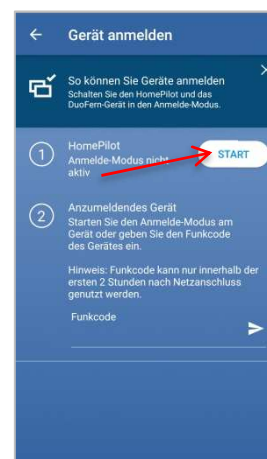 Gerät anmelden
So können Sie Geräte anmelden
Schalten Sie den HomePilot und das
DuoFern-Gerät in den Anmelde-Modus.
1
HomePilot
Anmelde-Modus nicht
aktiv
START
2
Anzumeldendes Gerät
Starten Sie den Anmelde-Modus am
Gerät oder geben Sie den Funkcode
des Gerätes ein.
Hinweis: Funkcode kann nur innerhalb der
ersten 2 Stunden nach Netzanschluss
genutzt werden.
Funkcode